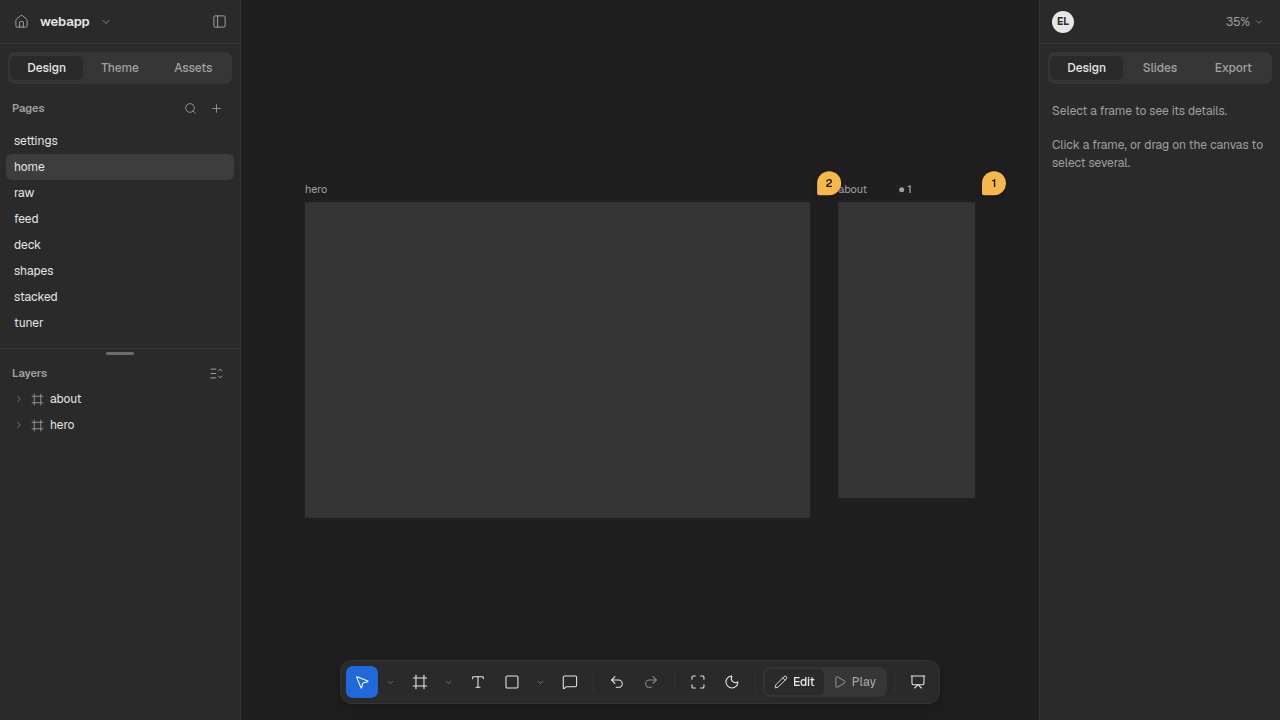 webapp
Design Theme Assets
Pages
settings
home
raw
feed
deck
shapes
stacked
tuner
Layers
about
hero
hero
2
about
1
1
Edit
Play
EL
35%
Design Slides Export
Select a frame to see its details.
Click a frame, or drag on the canvas to
select several.